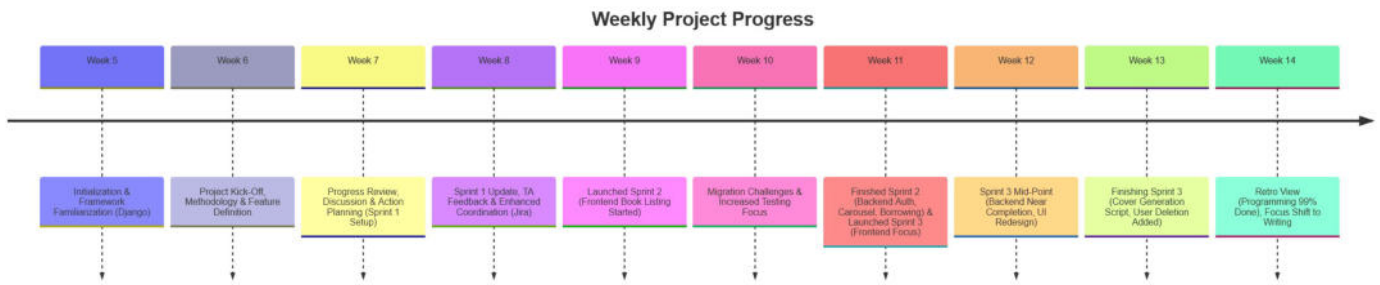 Weekly Project Progress
Week 5
Week 6
Week 7
Week 8
Week 9
Week 10
Week 11
Week 12
Week 13
Week 14
Initialization &
Framework
Familiarization (Django)
Project Kick-Off,
Methodology & Feature
Definition
Progress Review,
Discussion & Action
Planning (Sprint 1
Setup)
Sprint 1 Update, TA
Feedback & Enhanced
Coordination (Jira)
Launched Sprint 2
(Frontend Book Listing
Started)
Migration Challenges &
Increased Testing
Focus
Finished Sprint 2
(Backend Auth,
Carousel, Borrowing) &
Launched Sprint 3
(Frontend Focus)
Sprint 3 Mid-Point
(Backend Near
Completion, UI
Redesign)
Finishing Sprint 3
(Cover Generation
Script, User Deletion
Added)
Retro View
(Programming 99%
Done), Focus Shift to
Writing